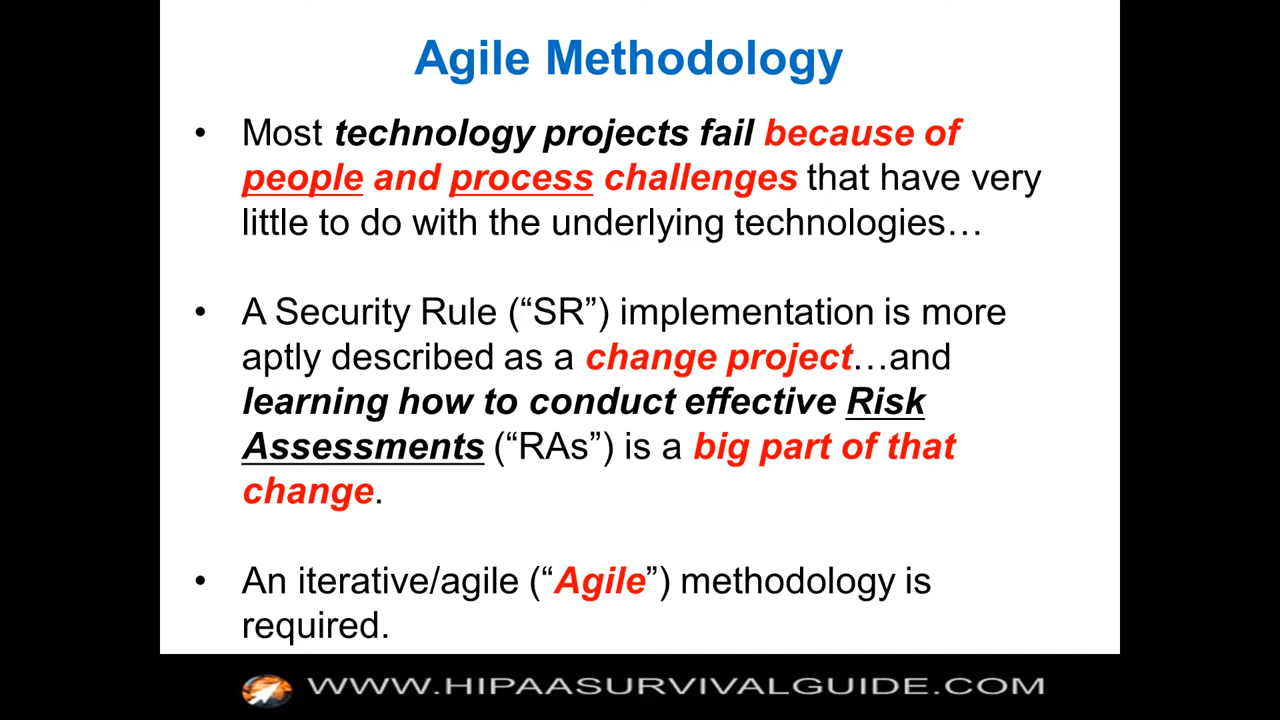 Agile Methodology
• Most technology projects fail because of
people and process challenges that have very
little to do with the underlying technologies…
• A Security Rule (“SR”) implementation is more
aptly described as a change project…and
learning how to conduct effective Risk
Assessments (“RAs”) is a big part of that
change.
• An iterative/agile (“Agile”) methodology is
required.
WWW.HIPAASURVIVALGUIDE.COM